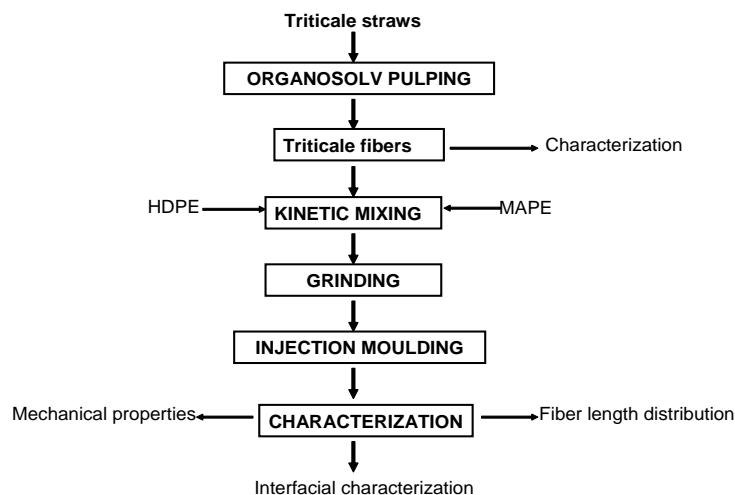 Triticale straws
ORGANOSOLV PULPING
Triticale fibers
Characterization
HDPE
KINETIC MIXING
MAPE
GRINDING
INJECTION MOULDING
Mechanical properties
CHARACTERIZATION
Fiber length distribution
Interfacial characterization